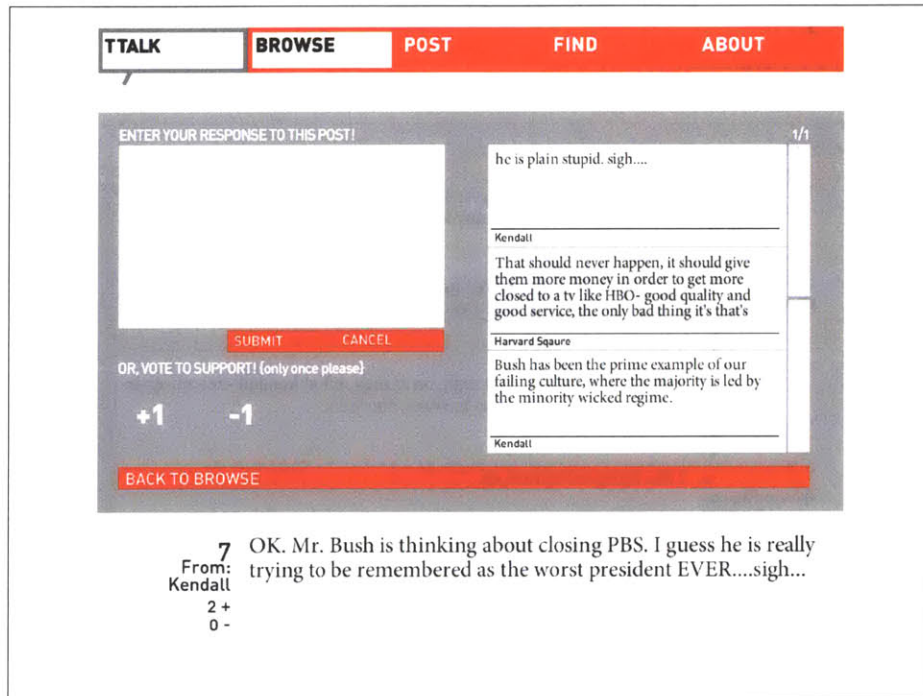 TTALK BROWSE POST FIND ABOUT
ENTER YOUR RESPONSE TO THIS POST!
SUBMIT CANCEL
OR, VOTE TO SUPPORT! {only once please}
+1 -1
1/1
he is plain stupid. sigh....
Kendall
That should never happen, it should give
them more money in order to get more
closed to a tv like HBO- good quality and
good service, the only bad thing it's that's
Harvard Sqaure
Bush has been the prime example of our
failing culture, where the majority is led by
the minority wicked regime.
Kendall
BACK TO BROWSE
7
From:
Kendall
2 +
0 -
OK. Mr. Bush is thinking about closing PBS. I guess he is really
trying to be remembered as the worst president EVER....sigh...